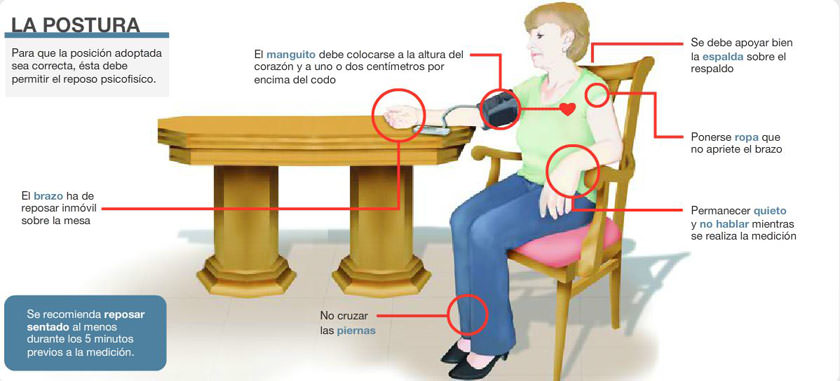 LA POSTURA
Para que la posición adoptada
sea correcta, ésta debe
permitir el reposo psicofisíco.
El manguito debe colocarse a la altura del
corazón y a uno o dos centímetros por
encima del codo
Se debe apoyar bien
la espalda sobre el
respaldo
Ponerse ropa que
no apriete el brazo
El brazo ha de
reposar inmóvil
sobre la mesa
Permanecer quieto
y no hablar mientras
se realiza la medición
No cruzar
las piernas
Se recomienda reposar
sentado al menos
durante los 5 minutos
previos a la medición.